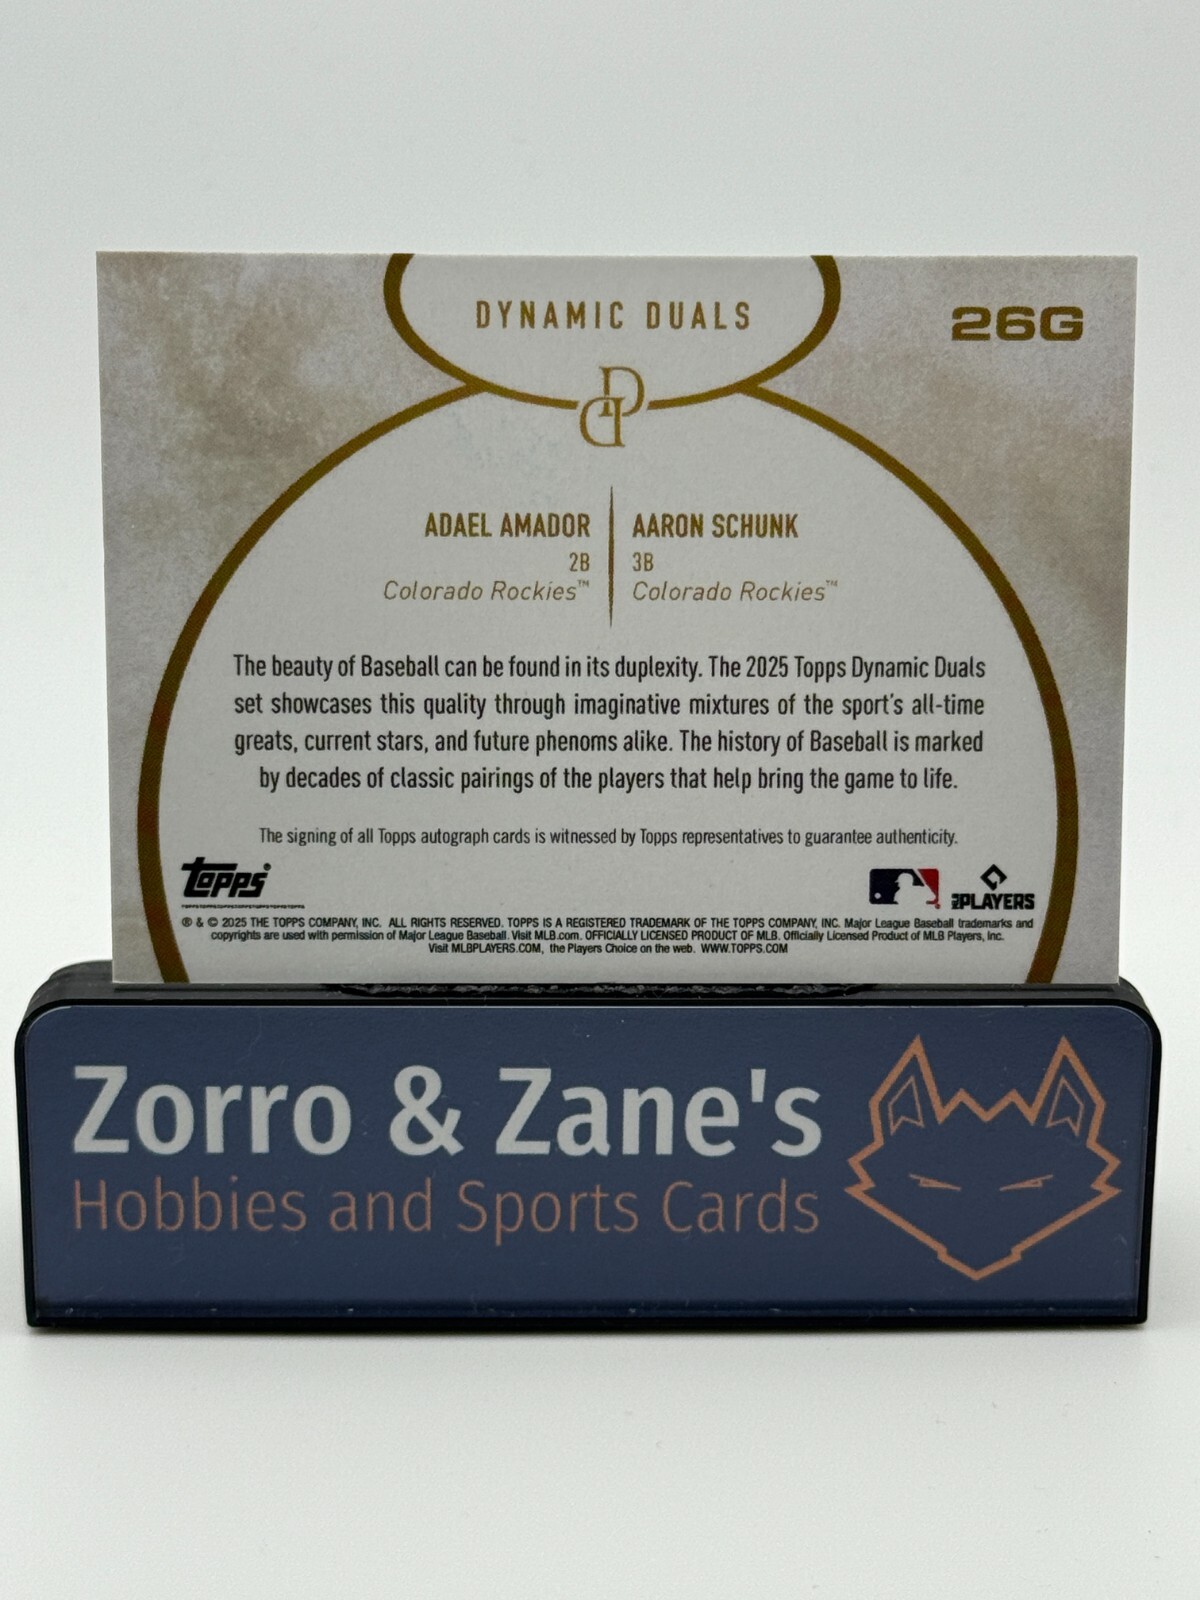 DYNAMIC DUALS
26G
DD
ADAEL AMADOR
2B
Colorado Rockies™
AARON SCHUNK
3B
Colorado Rockies™
The beauty of Baseball can be found in its duplexity. The 2025 Topps Dynamic Duals
set showcases this quality through imaginative mixtures of the sport's all-time
greats, current stars, and future phenoms alike. The history of Baseball is marked
by decades of classic pairings of the players that help bring the game to life.
The signing of all Topps autograph cards is witnessed by Topps representatives to guarantee authenticity.
Topps
PLAYERS
® & © 2025 THE TOPPS COMPANY, INC. ALL RIGHTS RESERVED. TOPPS IS A REGISTERED TRADEMARK OF THE TOPPS COMPANY, INC. Major League Baseball trademarks and
copyrights are used with permission of Major League Baseball. Visit MLB.com. OFFICIALLY LICENSED PRODUCT OF MLB. Officially Licensed Product of MLB Players, Inc.
Visit MLBPLAYERS.COM, the Players Choice on the web. WWW.TOPPS.COM
Zorro & Zane's
Hobbies and Sports Cards